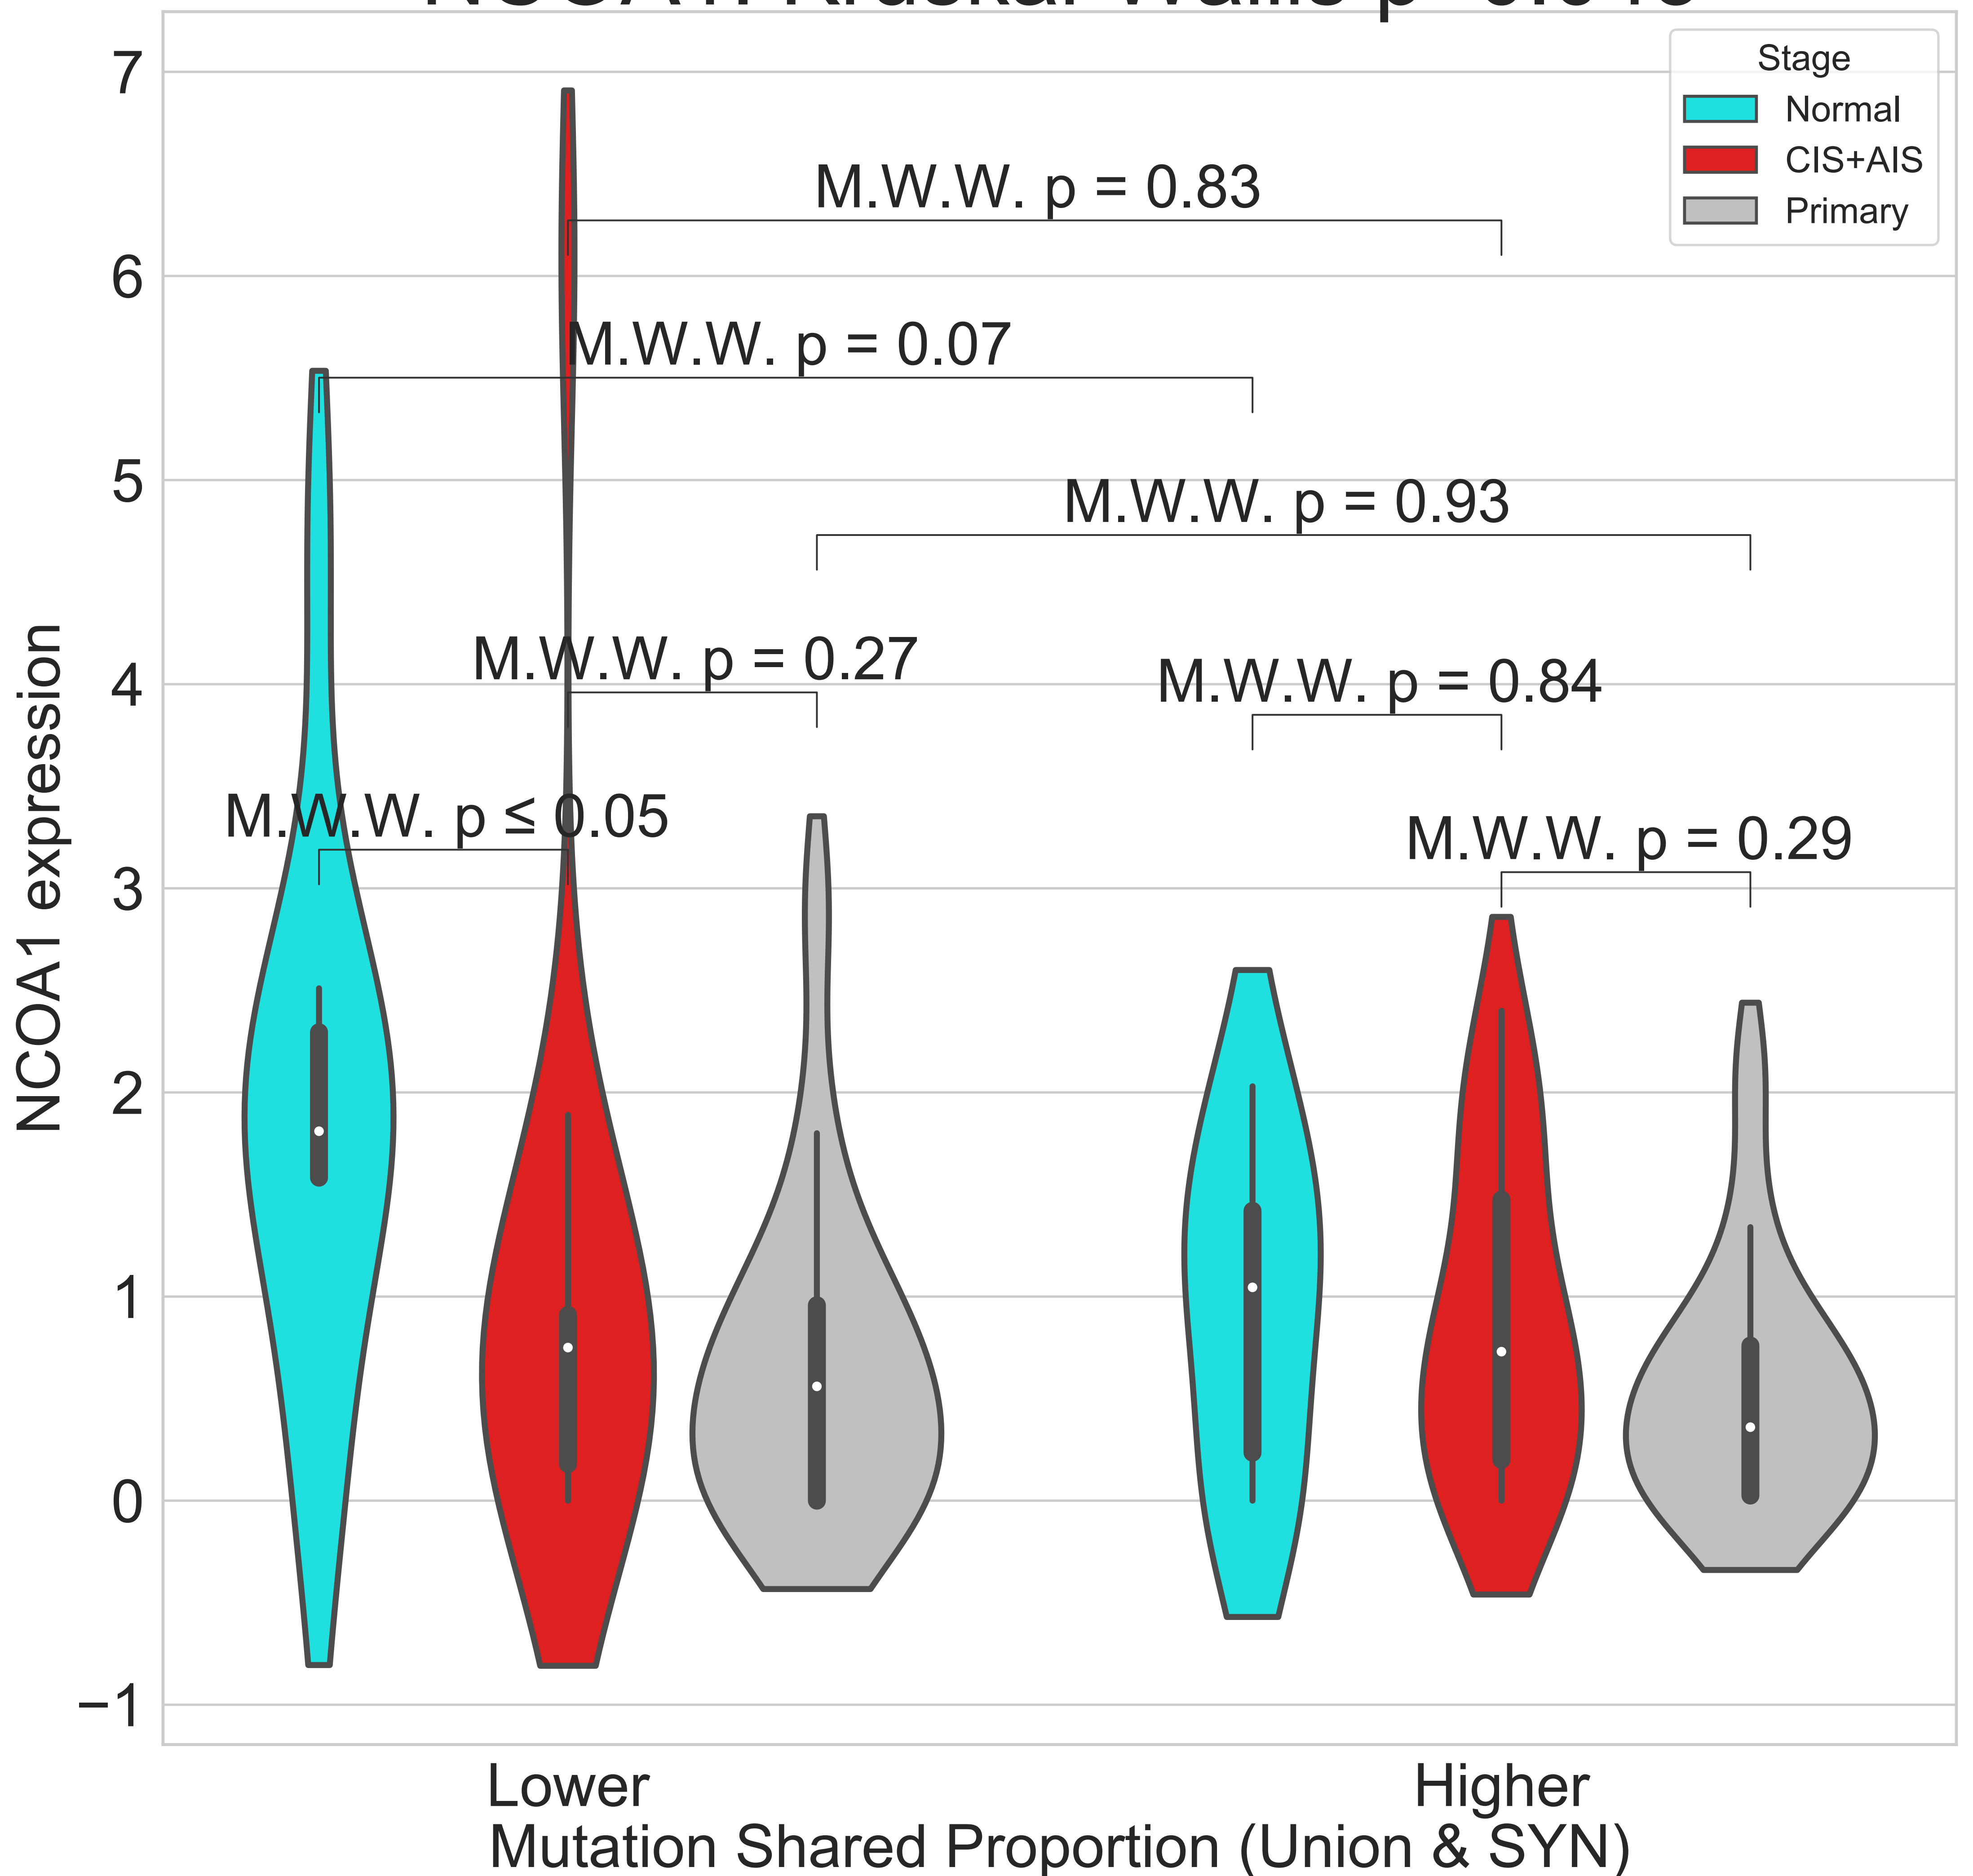 7
6
5
4
3
2
1
0
−1
NCOA1 expression
Stage
Normal
CIS+AIS
Primary
M.W.W. p = 0.83
M.W.W. p = 0.07
M.W.W. p = 0.93
M.W.W. p = 0.27
M.W.W. p = 0.84
M.W.W. p ≤ 0.05
M.W.W. p = 0.29
Lower
Higher
Mutation Shared Proportion (Union & SYN)